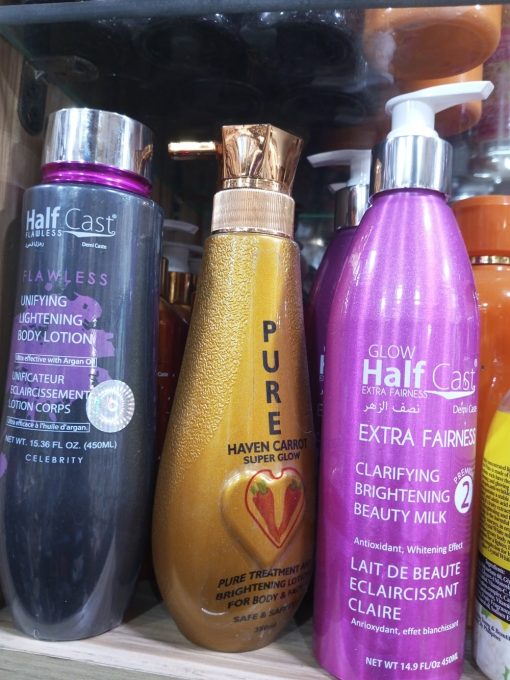 Half Cast®
FLAWLESS
Demi Caste
FLAWLESS
UNIFYING
LIGHTENING
BODY LOTION
Ultra effective with Argan Oil
UNIFICATEUR
ECLAIRCISSEMENT
LOTION CORPS
Ultra efficace à l'huile d'argan
NET WT. 15.36 FL OZ. (450ML)
CELEBRITY
PURE
HAVEN CARROT
SUPER GLOW
PURE TREATMENT
BRIGHTENING LOTION
FOR BODY &
SAFE &
GLOW
Half Cast®
EXTRA FAIRNESS
Demi Caste
نصف الزهر
EXTRA FAIRNESS
CLARIFYING
BRIGHTENING
BEAUTY MILK
PREMIUM
2
Antioxidant, Whitening Effect
LAIT DE BEAUTE
ECLAIRCISSANT
CLAIRE
Anrioxydant, effet blanchissant
NET WT 14.9 FL/Oz 450ML